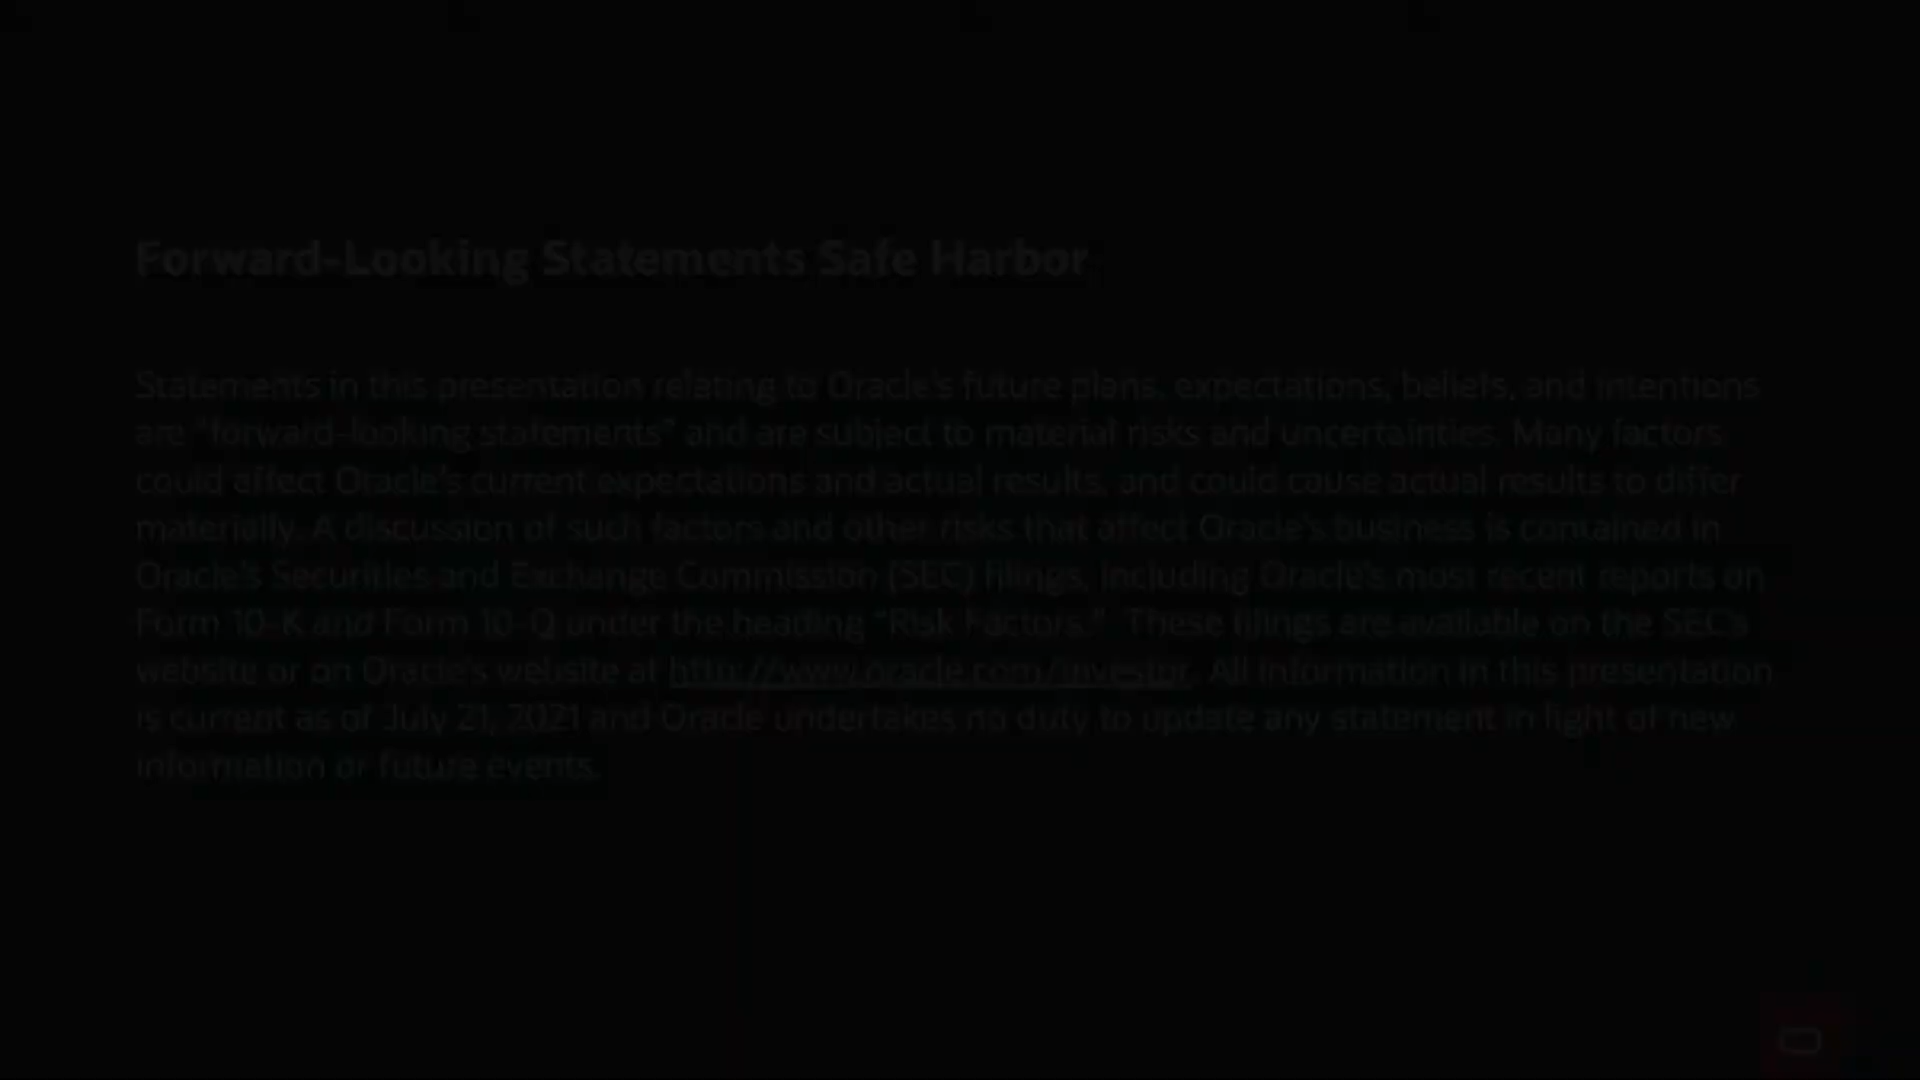 Forward-Looking Statements Safe Harbor
Statements in this presentation relating to Oracle's future plans, expectations, beliefs, and intentions
are "forward-looking statements" and are subject to material risks and uncertainties. Many factors
could affect Oracle's current expectations and actual results, and could cause actual results to differ
materially. A discussion of such factors and other risks that affect Oracle's business is contained in
Oracle's Securities and Exchange Commission (SEC) filings, including Oracle's most recent reports on
Form 10-K and Form 10-Q under the heading "Risk Factors." These filings are available on the SEC's
website or on Oracle's website at http://www.oracle.com/investor. All information in this presentation
is current as of July 21, 2021 and Oracle undertakes no duty to update any statement in light of new
information or future events.